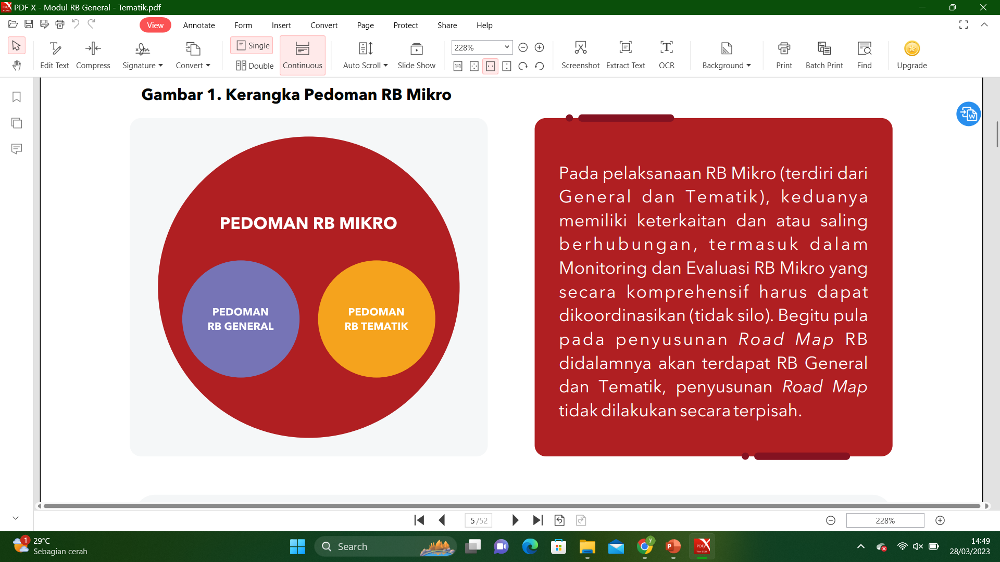 PDF X - Modul RB General - Tematik.pdf
View Annotate Form Insert Convert Page Protect Share Help
Edit Text Compress Signature Convert
Single
Double
Continuous
Auto Scroll Slide Show
228%
1:1
Screenshot Extract Text OCR Background Print Batch Print Find Upgrade
Gambar 1. Kerangka Pedoman RB Mikro
PEDOMAN RB MIKRO
PEDOMAN
RB GENERAL
PEDOMAN
RB TEMATIK
Pada pelaksanaan RB Mikro (terdiri dari
General dan Tematik), keduanya
memiliki keterkaitan dan atau saling
berhubungan, termasuk dalam
Monitoring dan Evaluasi RB Mikro yang
secara komprehensif harus dapat
dikoordinasikan (tidak silo). Begitu pula
pada penyusunan Road Map RB
didalamnya akan terdapat RB General
dan Tematik, penyusunan Road Map
tidak dilakukan secara terpisah.
5 /52
228%
1
29°C
Sebagian cerah
Search
14:49
28/03/2023